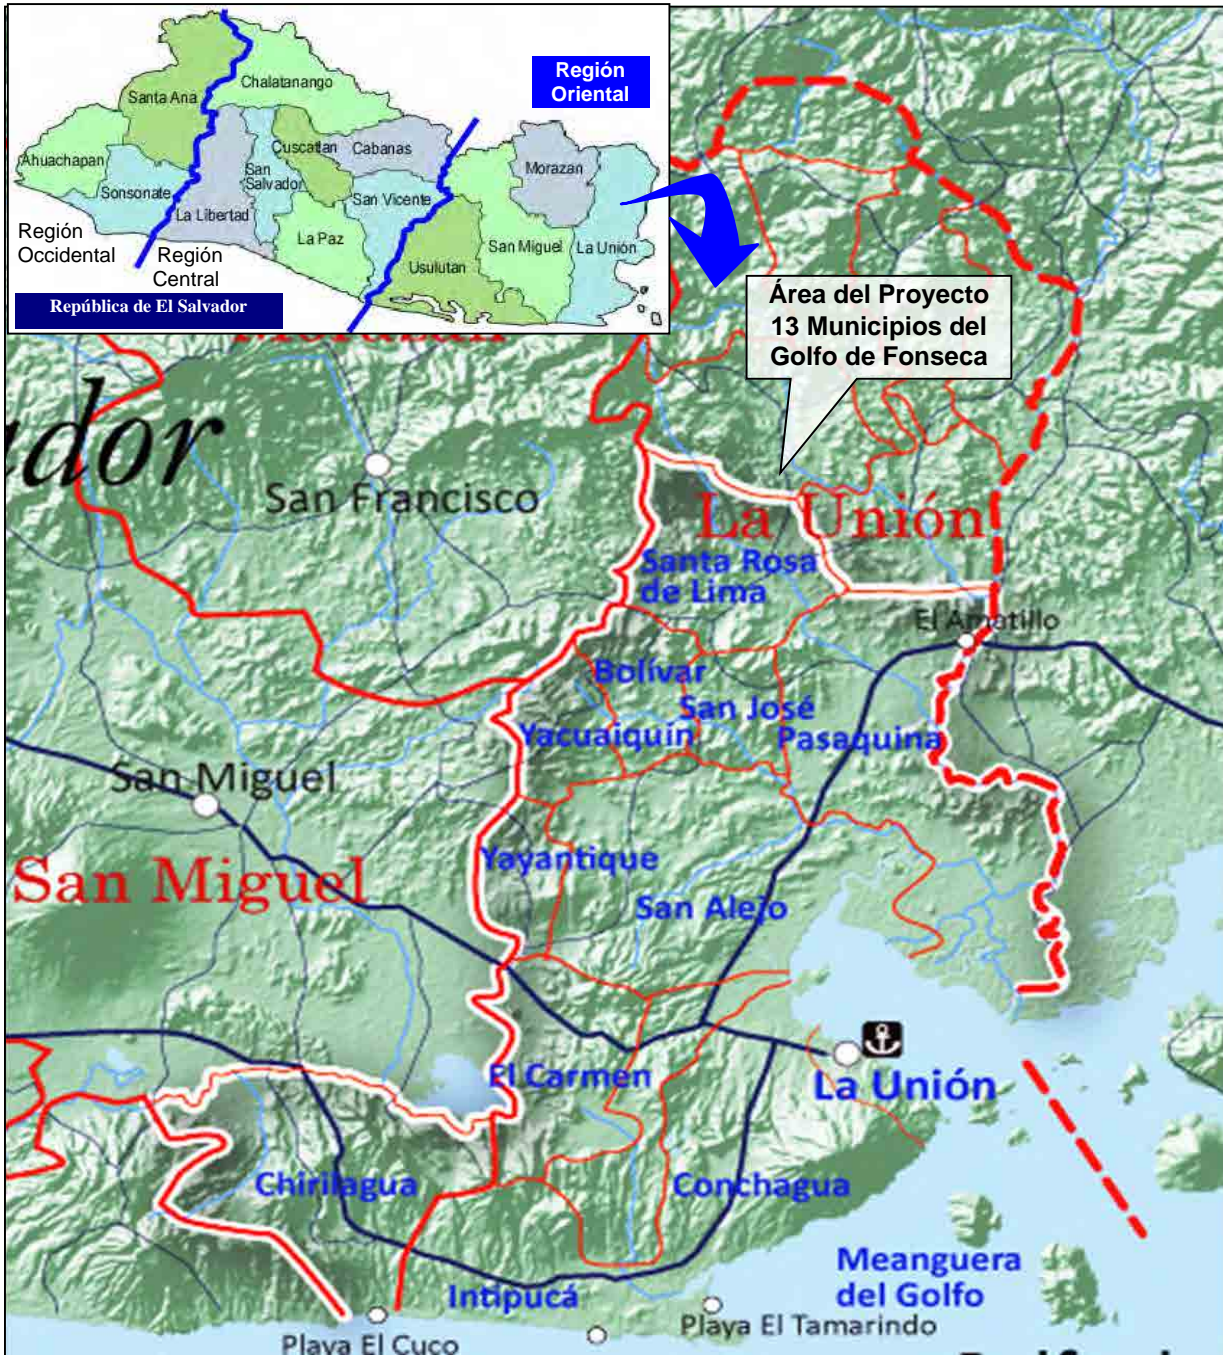 Región
Oriental
Chalatanango
Santa Ana
Cuscatlan
Cabanas
Ahuachapan
Morazan
San
Salvador
Sonsonate
San Vicente
La Libertad
Región
Occidental
La Paz
San Miguel
La Unión
Región
Central
Usulutan
República de El Salvador
Área del Proyecto
13 Municipios del
Golfo de Fonseca
ador
San Francisco
La Unión
Santa Rosa
de Lima
El Amatillo
Bolívar
San José
Yacuaiquín
Pasaquina
San Miguel
Yayantique
San Miguel
San Alejo
El Carmen
La Unión
Chirilagua
Conchagua
Meanguera
del Golfo
Intipucá
Playa El Tamarindo
Playa El Cuco